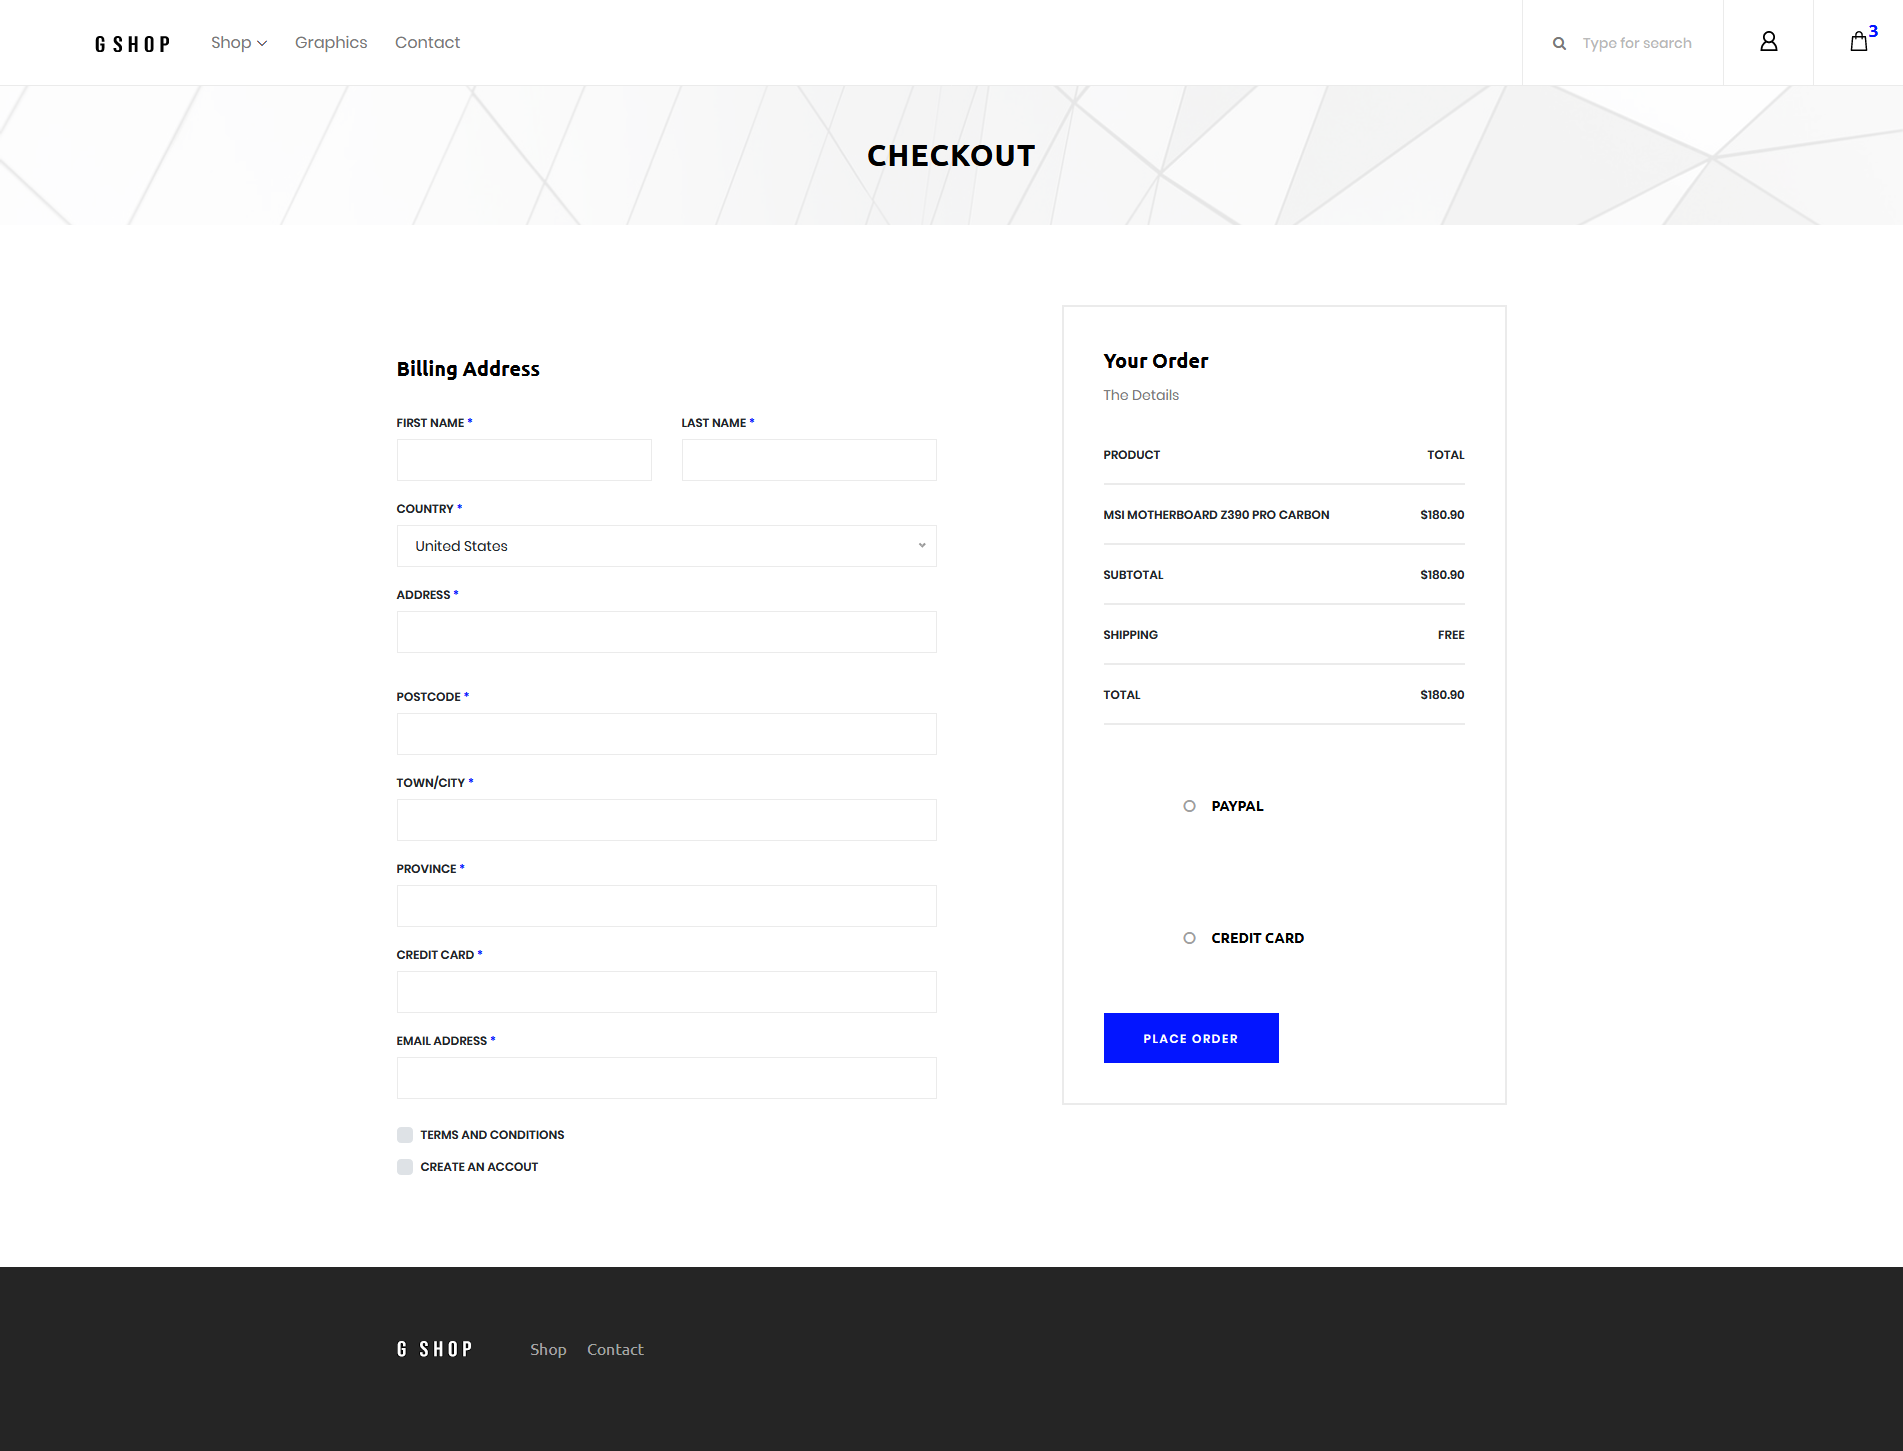 G SHOP
Shop
Graphics
Contact
Type for search
3
CHECKOUT
Billing Address
FIRST NAME *
LAST NAME *
COUNTRY *
United States
ADDRESS *
POSTCODE *
TOWN/CITY *
PROVINCE *
CREDIT CARD *
EMAIL ADDRESS *
TERMS AND CONDITIONS
CREATE AN ACCOUT
Your Order
The Details
PRODUCT TOTAL
MSI MOTHERBOARD Z390 PRO CARBON $180.90
SUBTOTAL $180.90
SHIPPING FREE
TOTAL $180.90
PAYPAL
CREDIT CARD
PLACE ORDER
G SHOP
Shop
Contact